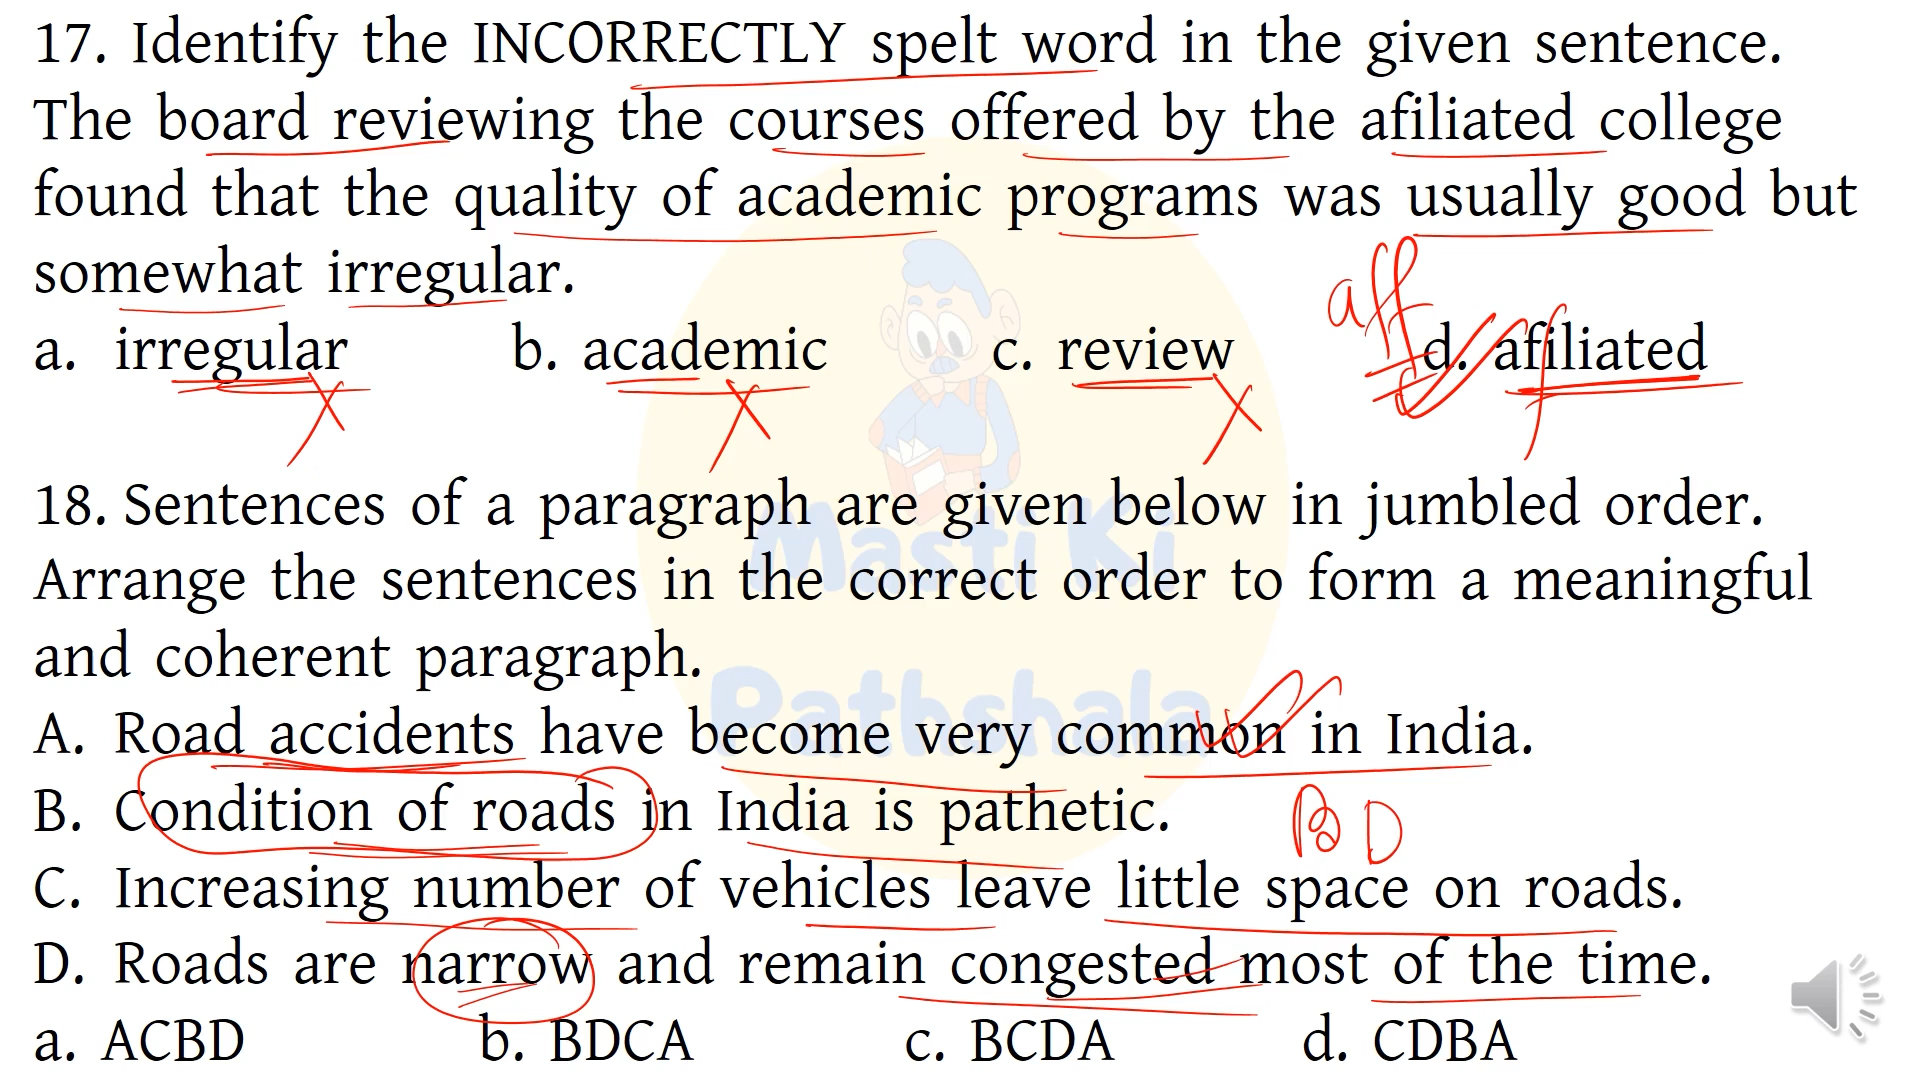 17. Identify the INCORRECTLY spelt word in the given sentence.
The board reviewing the courses offered by the afiliated college
found that the quality of academic programs was usually good but
somewhat irregular.
aff
a. irregular b. academic c. review d. afiliated
f
18. Sentences of a paragraph are given below in jumbled order.
Masti Ki
Arrange the sentences in the correct order to form a meaningful
and coherent paragraph.
Pathshala
A. Road accidents have become very common in India.
B. Condition of roads in India is pathetic.
B D
C. Increasing number of vehicles leave little space on roads.
D. Roads are narrow and remain congested most of the time.
a. ACBD b. BDCA c. BCDA d. CDBA